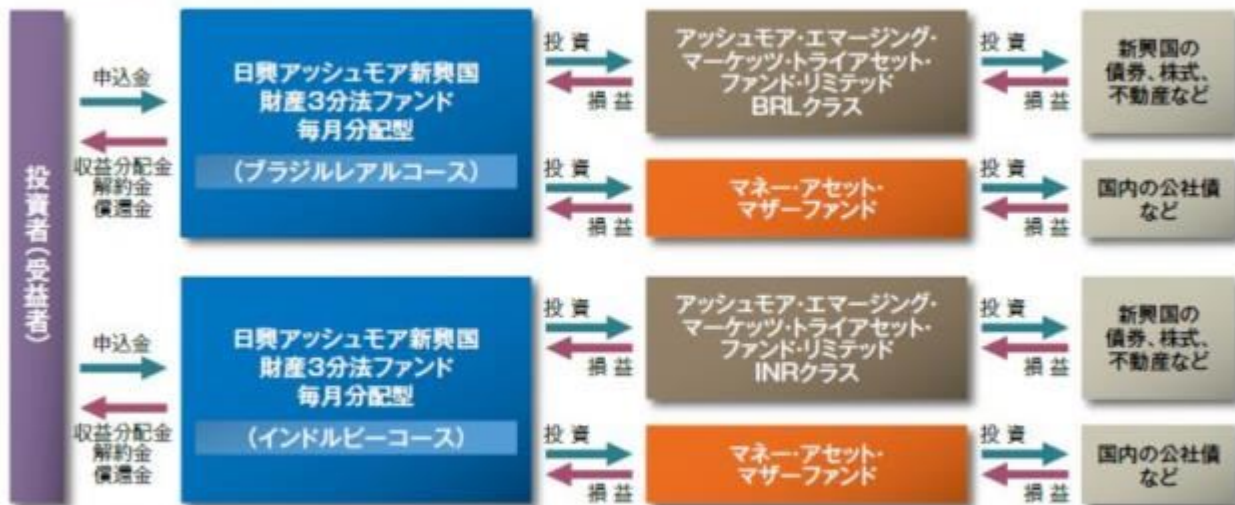 投資者(受益者)
申込金
収益分配金
解約金
償還金
日興アッシュモア新興国
財産3分法ファンド
毎月分配型
(ブラジルレアルコース)
投資
損益
アッシュモア・エマージング・
マーケッツ・トライアセット・
ファンド・リミテッド
BRLクラス
投資
損益
新興国の
債券、株式、
不動産など
投資
損益
マネー・アセット・
マザーファンド
投資
損益
国内の公社債
など
申込金
収益分配金
解約金
償還金
日興アッシュモア新興国
財産3分法ファンド
毎月分配型
(インドルピーコース)
投資
損益
アッシュモア・エマージング・
マーケッツ・トライアセット・
ファンド・リミテッド
INRクラス
投資
損益
新興国の
債券、株式、
不動産など
投資
損益
マネー・アセット・
マザーファンド
投資
損益
国内の公社債
など